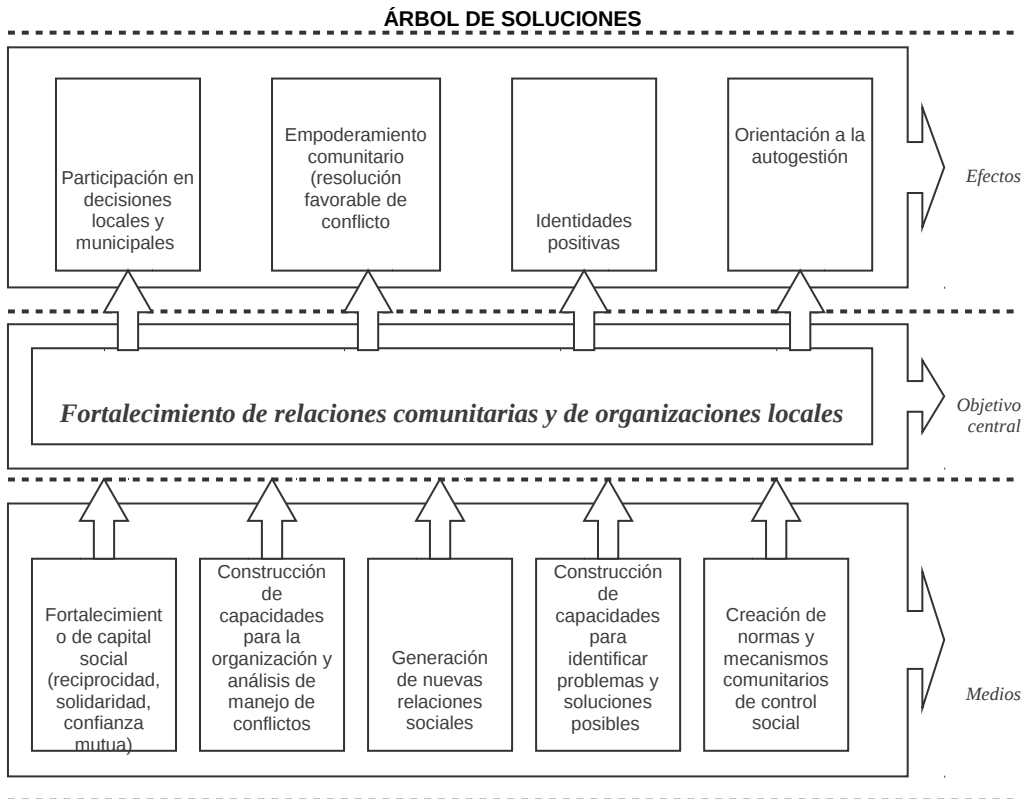 ÁRBOL DE SOLUCIONES
Participación en
decisiones
locales y
municipales
Empoderamiento
comunitario
(resolución
favorable de
conflicto
Identidades
positivas
Orientación a la
autogestión
Efectos
Fortalecimiento de relaciones comunitarias y de organizaciones locales
Objetivo
central
Fortalecimient
o de capital
social
(reciprocidad,
solidaridad,
confianza
mutua)
Construcción
de
capacidades
para la
organización y
análisis de
manejo de
conflictos
Generación
de nuevas
relaciones
sociales
Construcción
de
capacidades
para
identificar
problemas y
soluciones
posibles
Creación de
normas y
mecanismos
comunitarios
de control
social
Medios